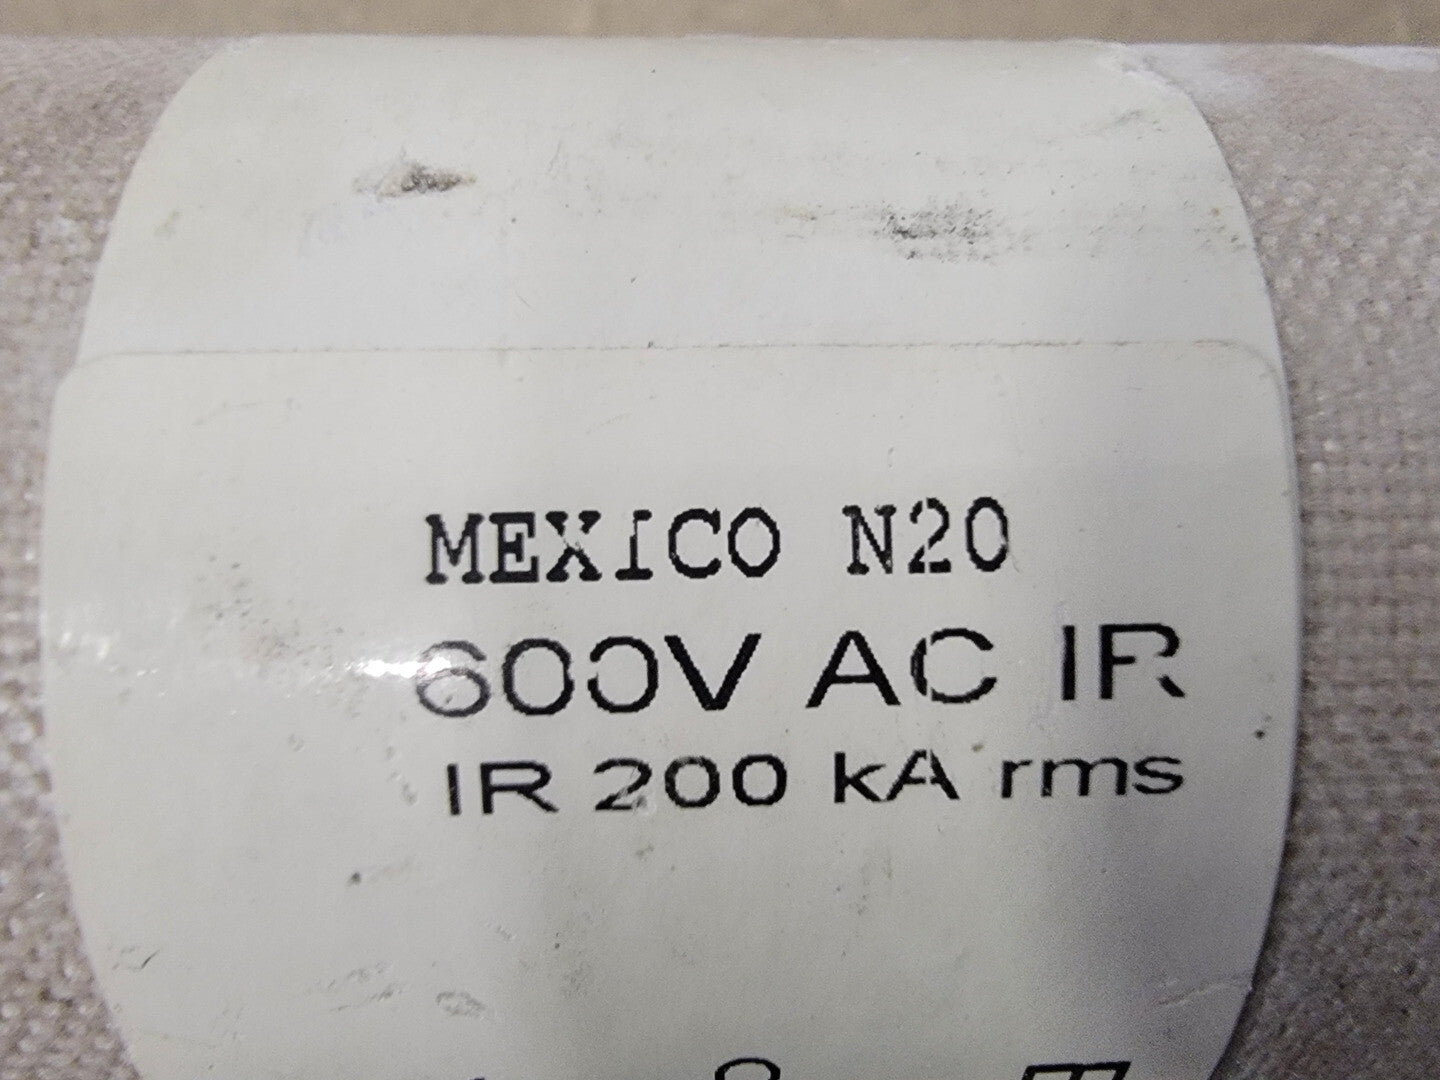 MEXICO N20
600V AC IR
IR 200 kA rms